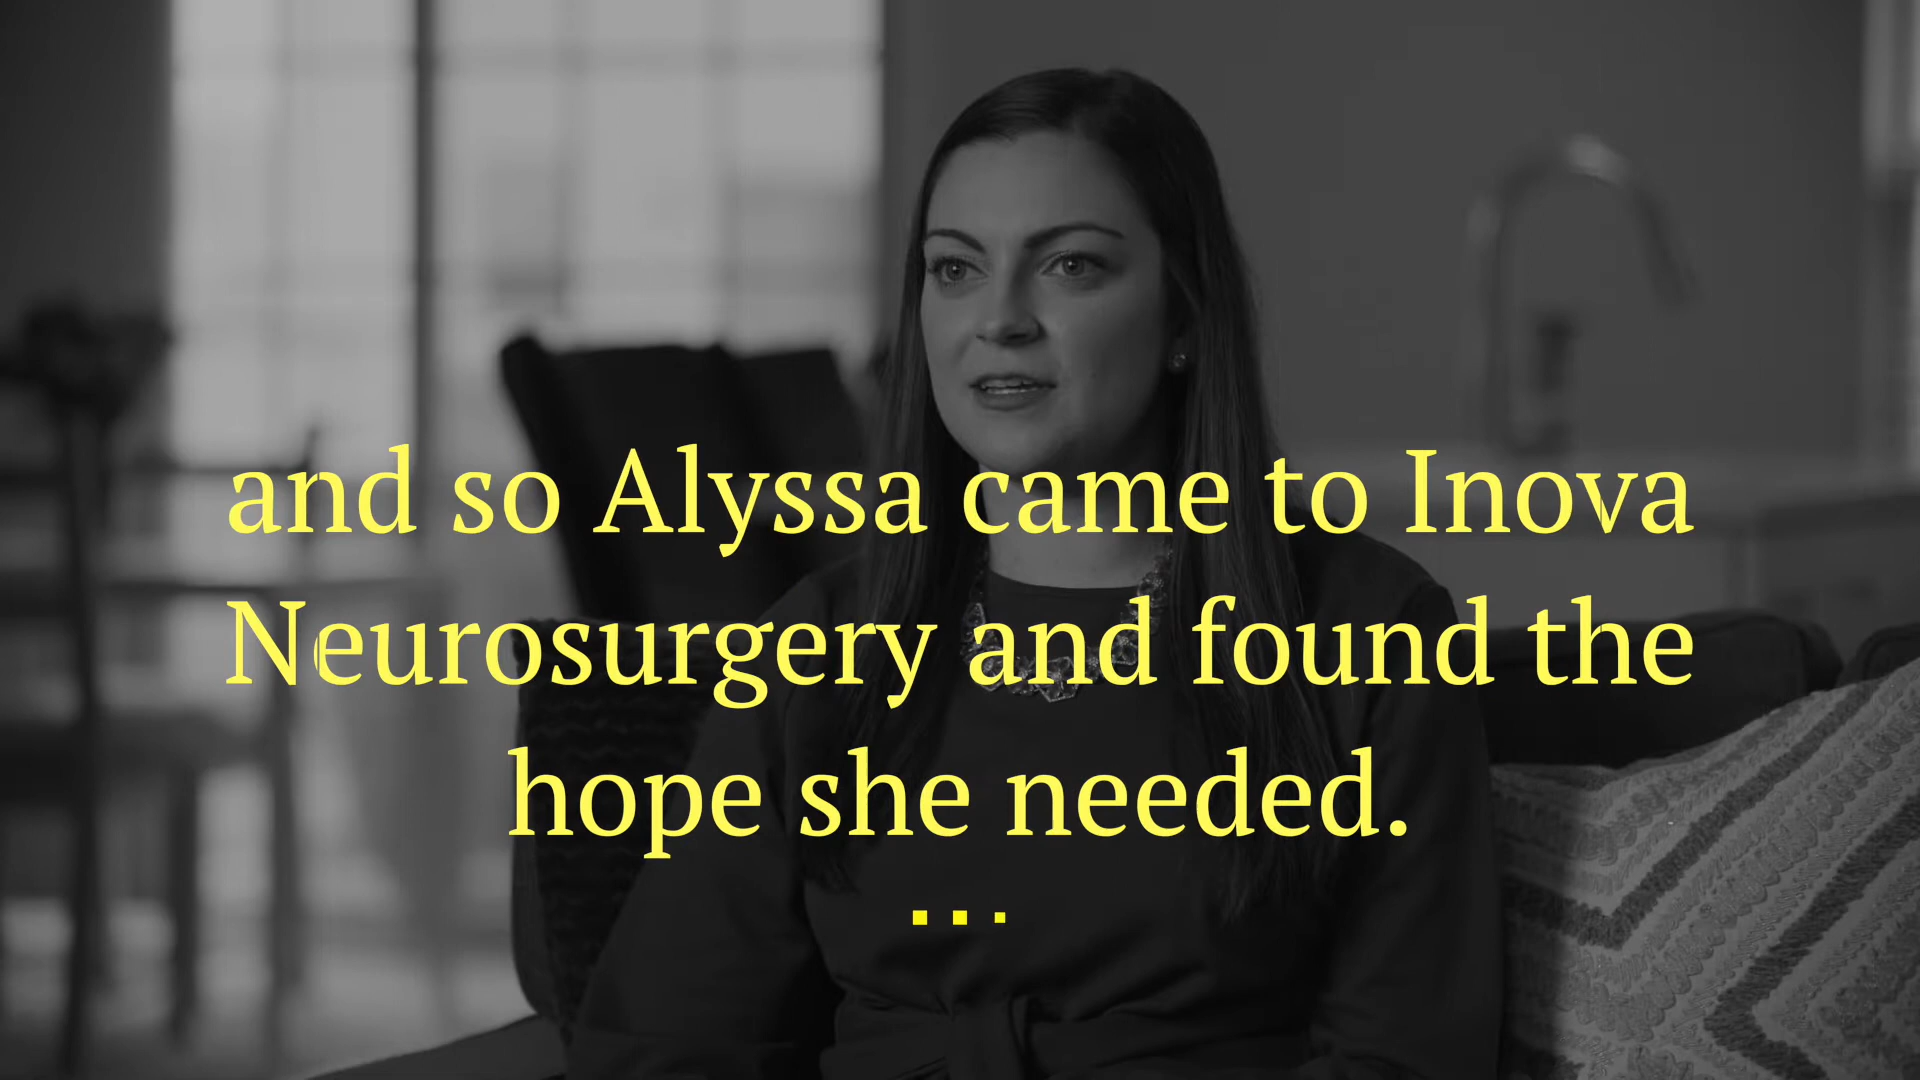 and so Alyssa came to Inova
Neurosurgery and found the
hope she needed.
...